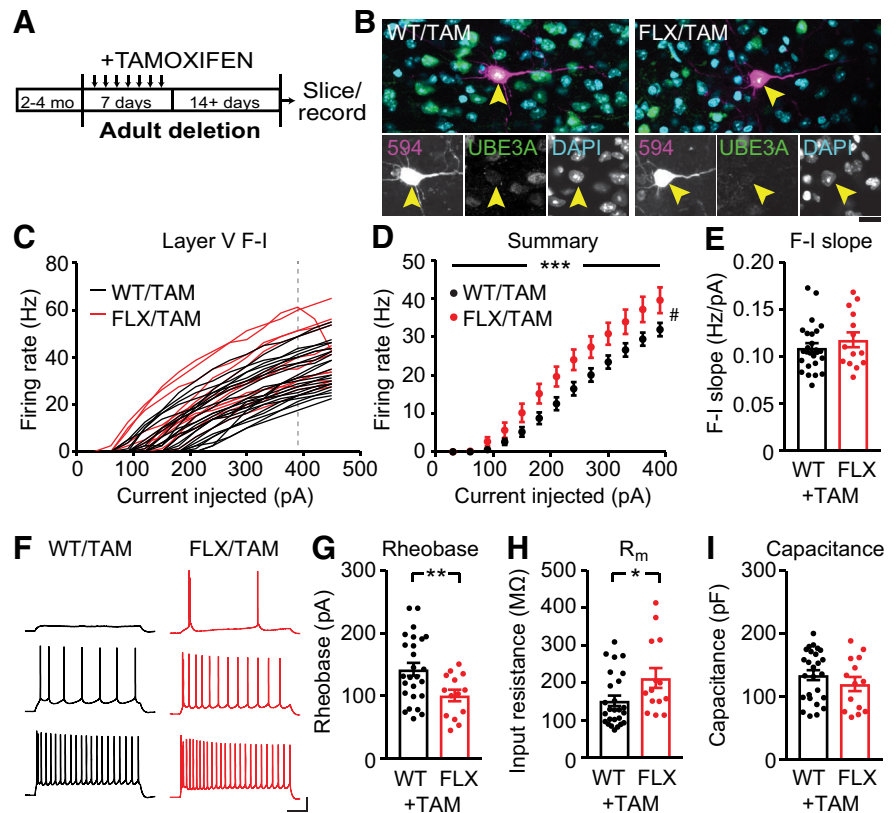 A
+TAMOXIFEN
2-4 mo
7 days
14+ days
Slice/
record
Adult deletion
B
WT/TAM
FLX/TAM
594
UBE3A
DAPI
594
UBE3A
DAPI
C
Layer V F-I
WT/TAM
FLX/TAM
Firing rate (Hz)
80
60
40
20
0
0
100
200
300
400
500
Current injected (pA)
D
Summary
***
WT/TAM
FLX/TAM
#
Firing rate (Hz)
50
40
30
20
10
0
0
100
200
300
400
Current injected (pA)
E
F-I slope
F-I slope (Hz/pA)
0.20
0.15
0.10
0.05
0
WT
FLX
+TAM
F
WT/TAM
FLX/TAM
G
Rheobase
**
Rheobase (pA)
300
200
100
0
WT
FLX
+TAM
H
Rm
*
Input resistance (MΩ)
500
400
300
200
100
0
WT
FLX
+TAM
I
Capacitance
Capacitance (pF)
300
200
100
0
WT
FLX
+TAM